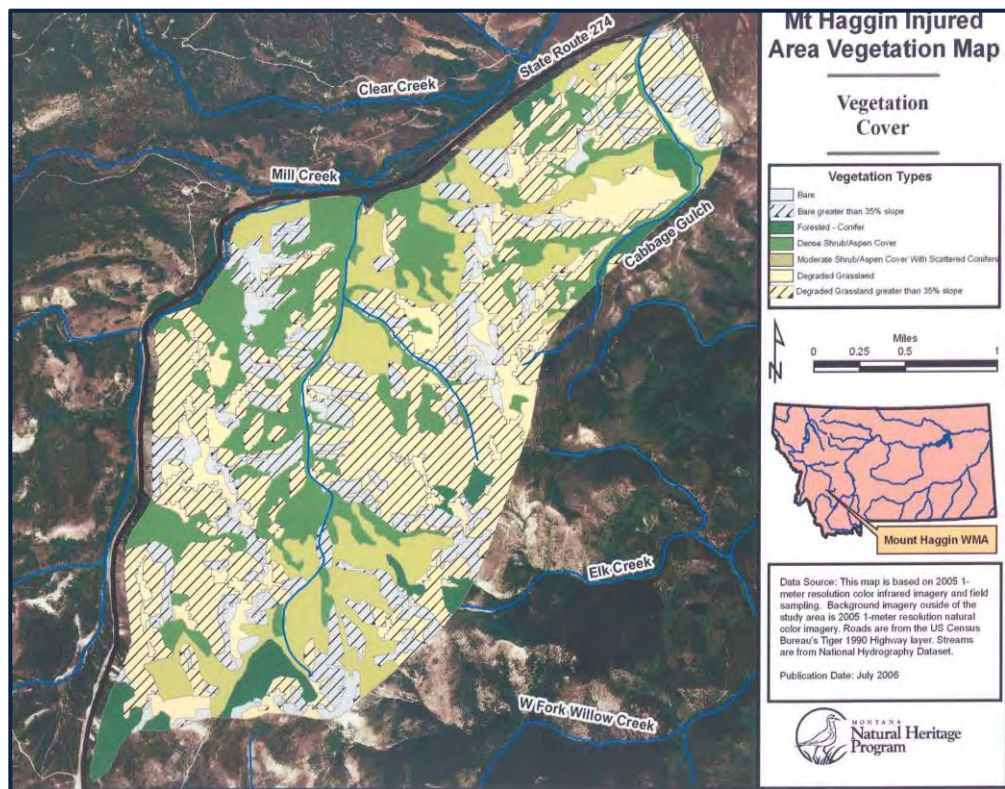 Mt Haggin Injured
Area Vegetation Map
Vegetation
Cover
Vegetation Types
Bare
Bare greater than 35% slope
Forested - Conifer
Dense Shrub/Aspen Cover
Moderate Shrub/Aspen Cover With Scattered Conifers
Degraded Grassland
Degraded Grassland greater than 35% slope
N
Miles
0 0.25 0.5 1
Mount Haggin WMA
Data Source: This map is based on 2005 1-
meter resolution color infrared imagery and field
sampling. Background imagery ouside of the
study area is 2005 1-meter resolution natural
color imagery. Roads are from the US Census
Bureau's Tiger 1990 Highway layer. Streams
are from National Hydrography Dataset.
Publication Date: July 2006
MONTANA
Natural Heritage
Program
State Route 274
Clear Creek
Mill Creek
Cabbage Gulch
Elk Creek
W Fork Willow Creek